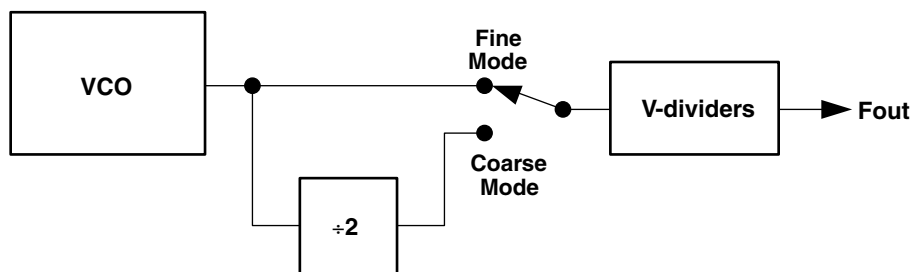 Fine
Mode
VCO
V-dividers
Fout
Coarse
Mode
÷2